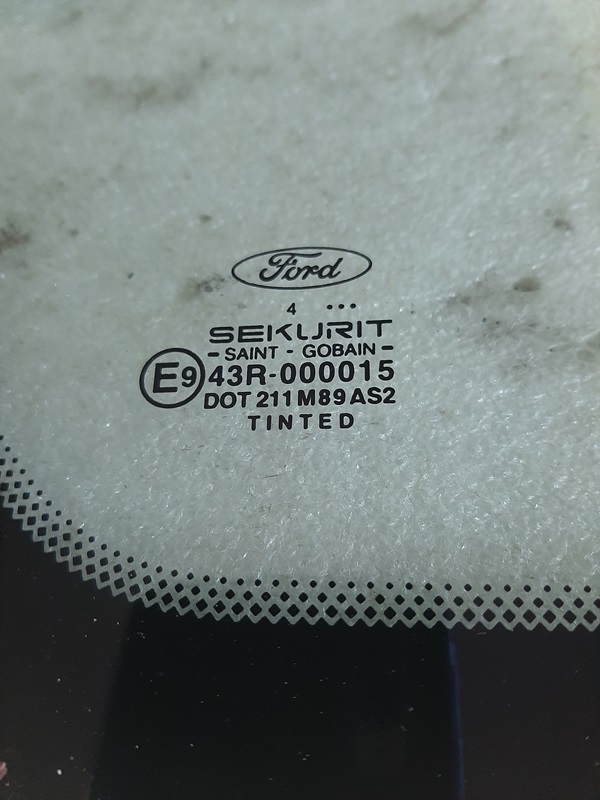 Ford
4 ...
SEKURIT
- SAINT - GOBAIN -
E9 43R-000015
DOT 211 M89 AS2
TINTED